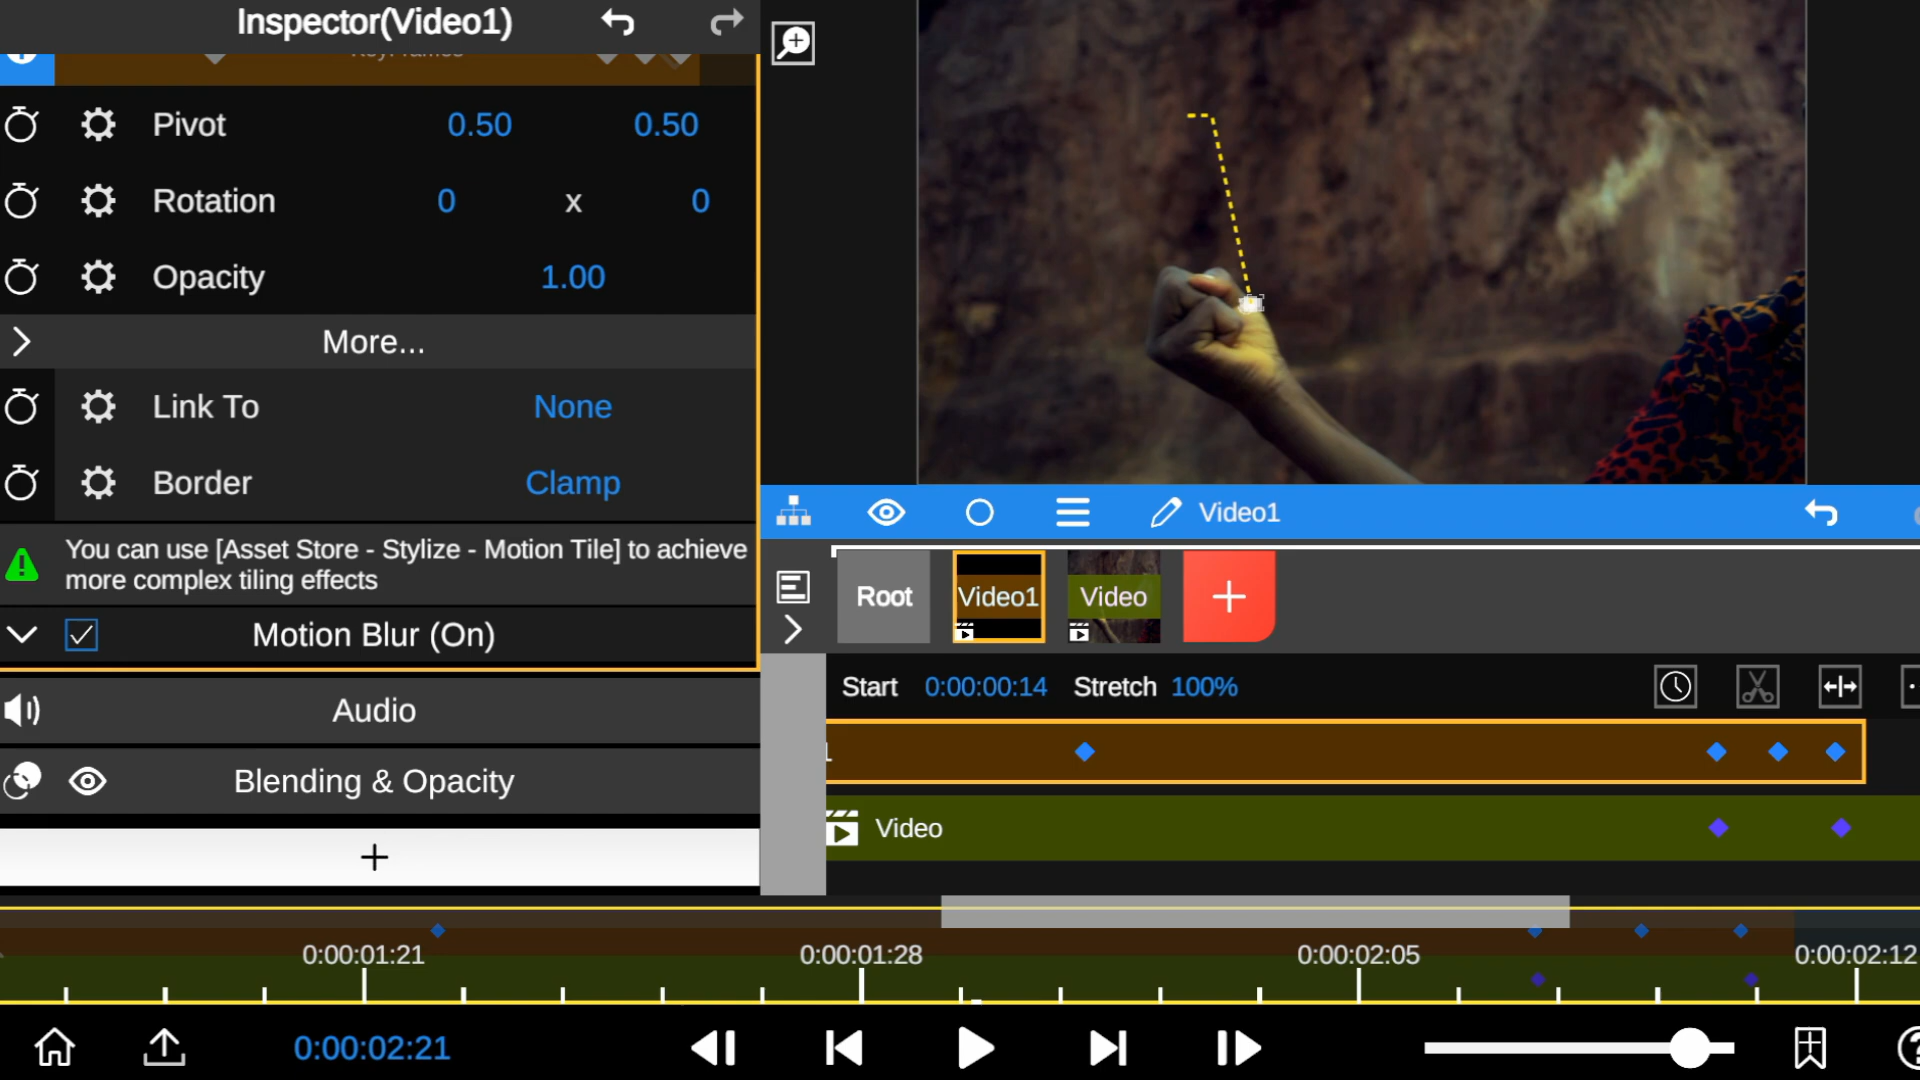 Inspector(Video1)
Pivot 0.50 0.50
Rotation 0 x 0
Opacity 1.00
More...
Link To None
Border Clamp
You can use [Asset Store - Stylize - Motion Tile] to achieve
more complex tiling effects
Motion Blur (On)
Audio
Blending & Opacity
+
Video1
Root Video1 Video +
Start 0:00:00:14 Stretch 100%
Video
0:00:01:21 0:00:01:28 0:00:02:05 0:00:02:12
0:00:02:21